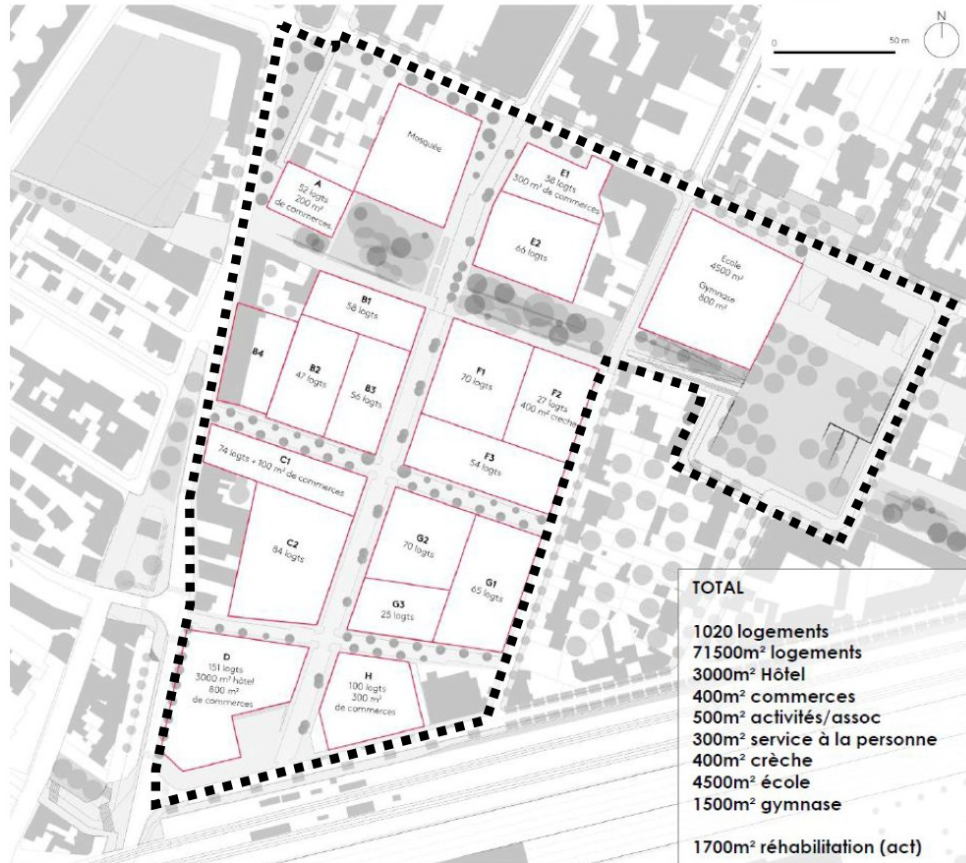 N
0 50 m
Mosquée
A
52 logts
200 m²
de commerces
E1
38 logts
300 m² de commerces
E2
66 logts
Ecole
4500 m²
Gymnase
800 m²
B1
58 logts
B4
B2
47 logts
B3
56 logts
F1
70 logts
F2
27 logts
400 m² crèche
F3
54 logts
C1
74 logts + 100 m² de commerces
C2
84 logts
G2
70 logts
G1
65 logts
G3
25 logts
D
151 logts
3000 m² hôtel
800 m²
de commerces
H
100 logts
300 m²
de commerces
TOTAL
1020 logements
71500m² logements
3000m² Hôtel
400m² commerces
500m² activités/assoc
300m² service à la personne
400m² crèche
4500m² école
1500m² gymnase
1700m² réhabilitation (act)